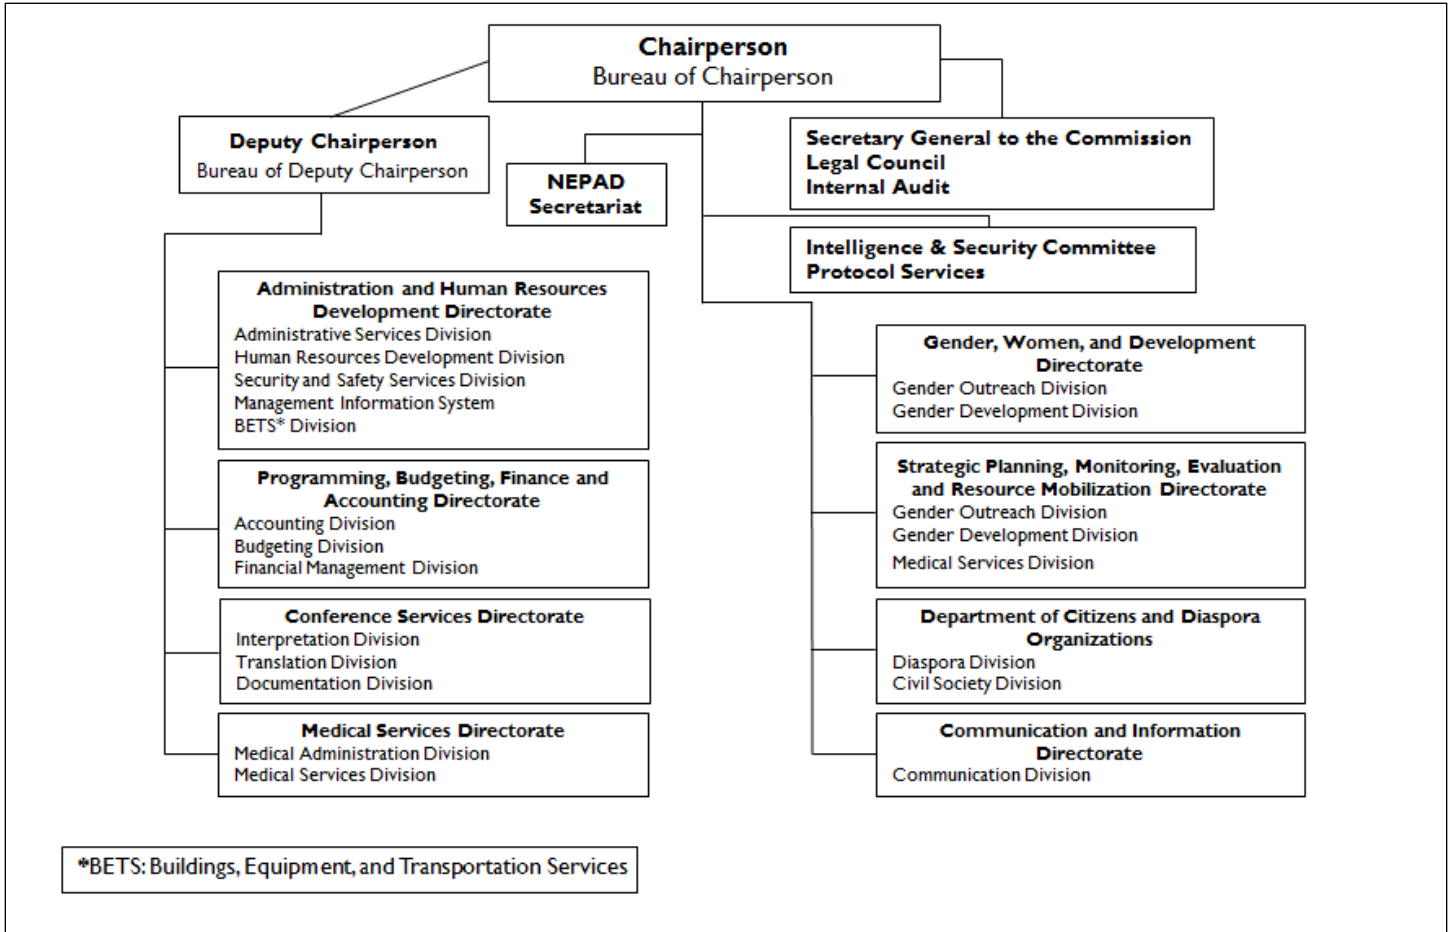 Chairperson
Bureau of Chairperson
Deputy Chairperson
Bureau of Deputy Chairperson
NEPAD
Secretariat
Secretary General to the Commission
Legal Council
Internal Audit
Intelligence & Security Committee
Protocol Services
Administration and Human Resources
Development Directorate
Administrative Services Division
Human Resources Development Division
Security and Safety Services Division
Management Information System
BETS* Division
Programming, Budgeting, Finance and
Accounting Directorate
Accounting Division
Budgeting Division
Financial Management Division
Conference Services Directorate
Interpretation Division
Translation Division
Documentation Division
Medical Services Directorate
Medical Administration Division
Medical Services Division
Gender, Women, and Development
Directorate
Gender Outreach Division
Gender Development Division
Strategic Planning, Monitoring, Evaluation
and Resource Mobilization Directorate
Gender Outreach Division
Gender Development Division
Medical Services Division
Department of Citizens and Diaspora
Organizations
Diaspora Division
Civil Society Division
Communication and Information
Directorate
Communication Division
*BETS: Buildings, Equipment, and Transportation Services